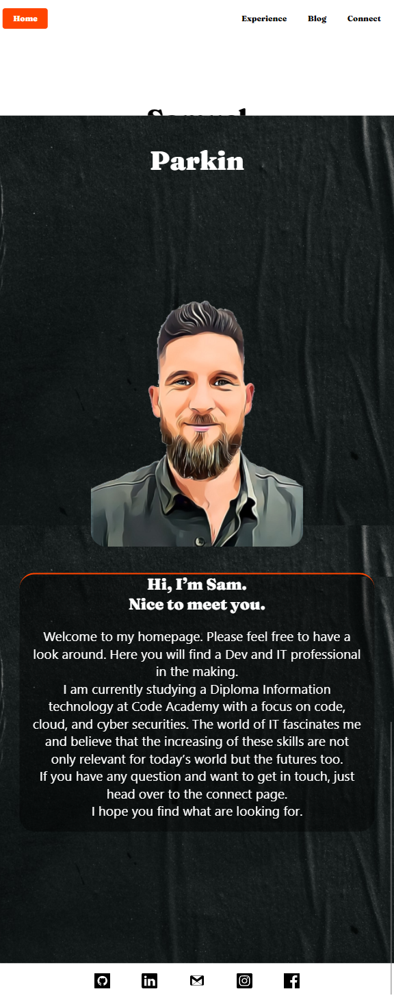 Home Experience Blog Connect
Samuel
Parkin
Hi, I'm Sam.
Nice to meet you.
Welcome to my homepage. Please feel free to have a
look around. Here you will find a Dev and IT professional
in the making.
I am currently studying a Diploma Information
technology at Code Academy with a focus on code,
cloud, and cyber securities. The world of IT fascinates me
and believe that the increasing of these skills are not
only relevant for today's world but the futures too.
If you have any question and want to get in touch, just
head over to the connect page.
I hope you find what are looking for.